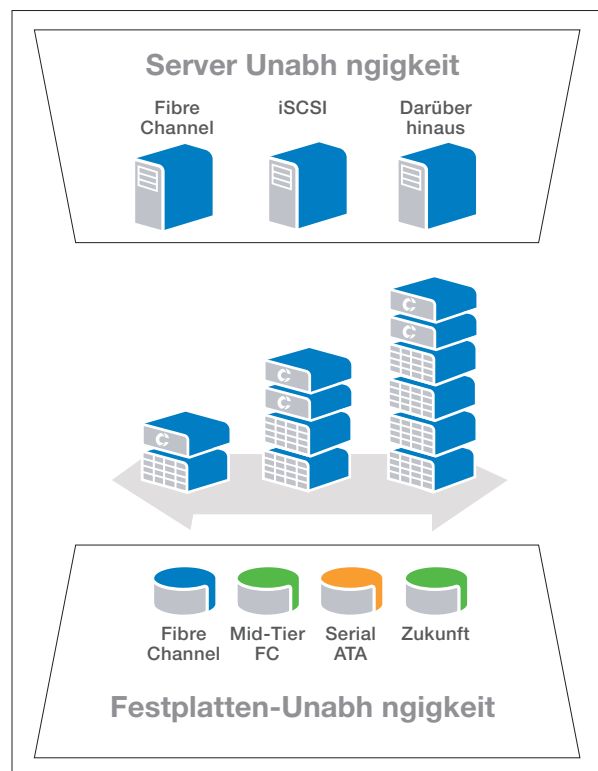 Server Unabh ngigkeit
Fibre Channel
iSCSI
Darüber hinaus
Fibre Channel
Mid-Tier FC
Serial ATA
Zukunft
Festplatten-Unabh ngigkeit